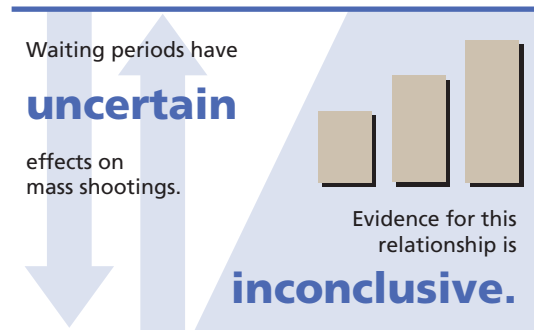 Waiting periods have
uncertain
effects on
mass shootings.
Evidence for this
relationship is
inconclusive.